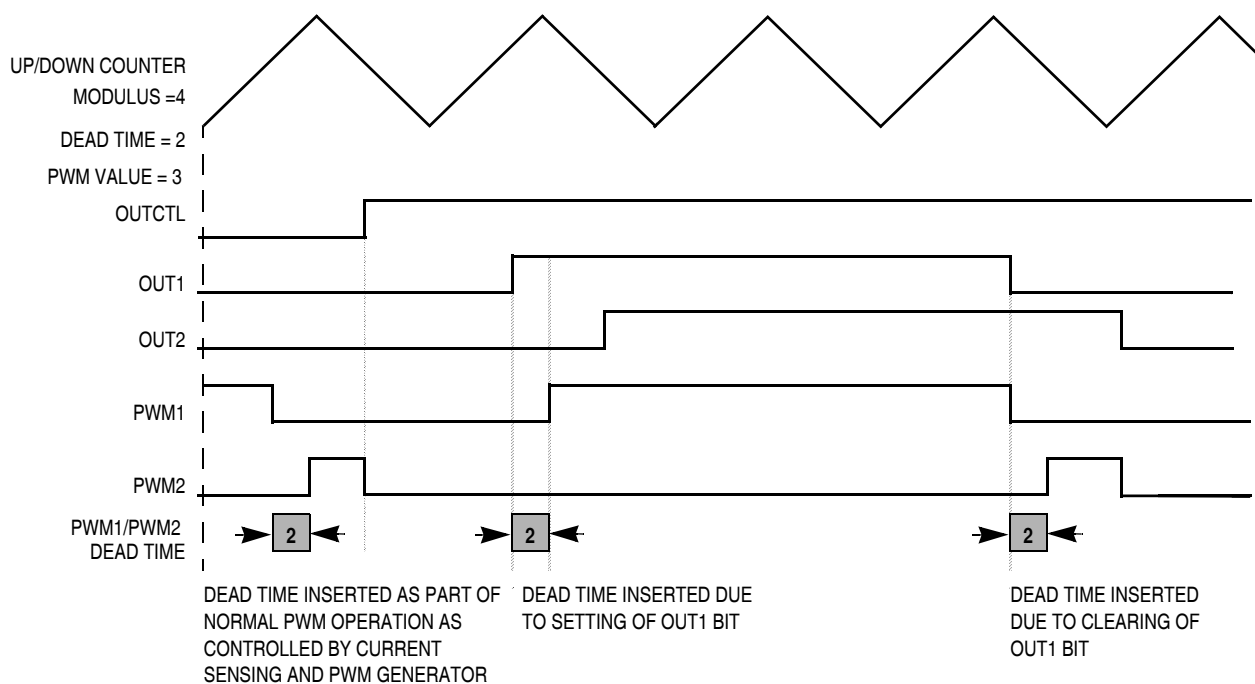 UP/DOWN COUNTER
MODULUS =4
DEAD TIME = 2
PWM VALUE = 3
OUTCTL
OUT1
OUT2
PWM1
PWM2
PWM1/PWM2
DEAD TIME
2
2
2
DEAD TIME INSERTED AS PART OF
NORMAL PWM OPERATION AS
CONTROLLED BY CURRENT
SENSING AND PWM GENERATOR
DEAD TIME INSERTED DUE
TO SETTING OF OUT1 BIT
DEAD TIME INSERTED
DUE TO CLEARING OF
OUT1 BIT